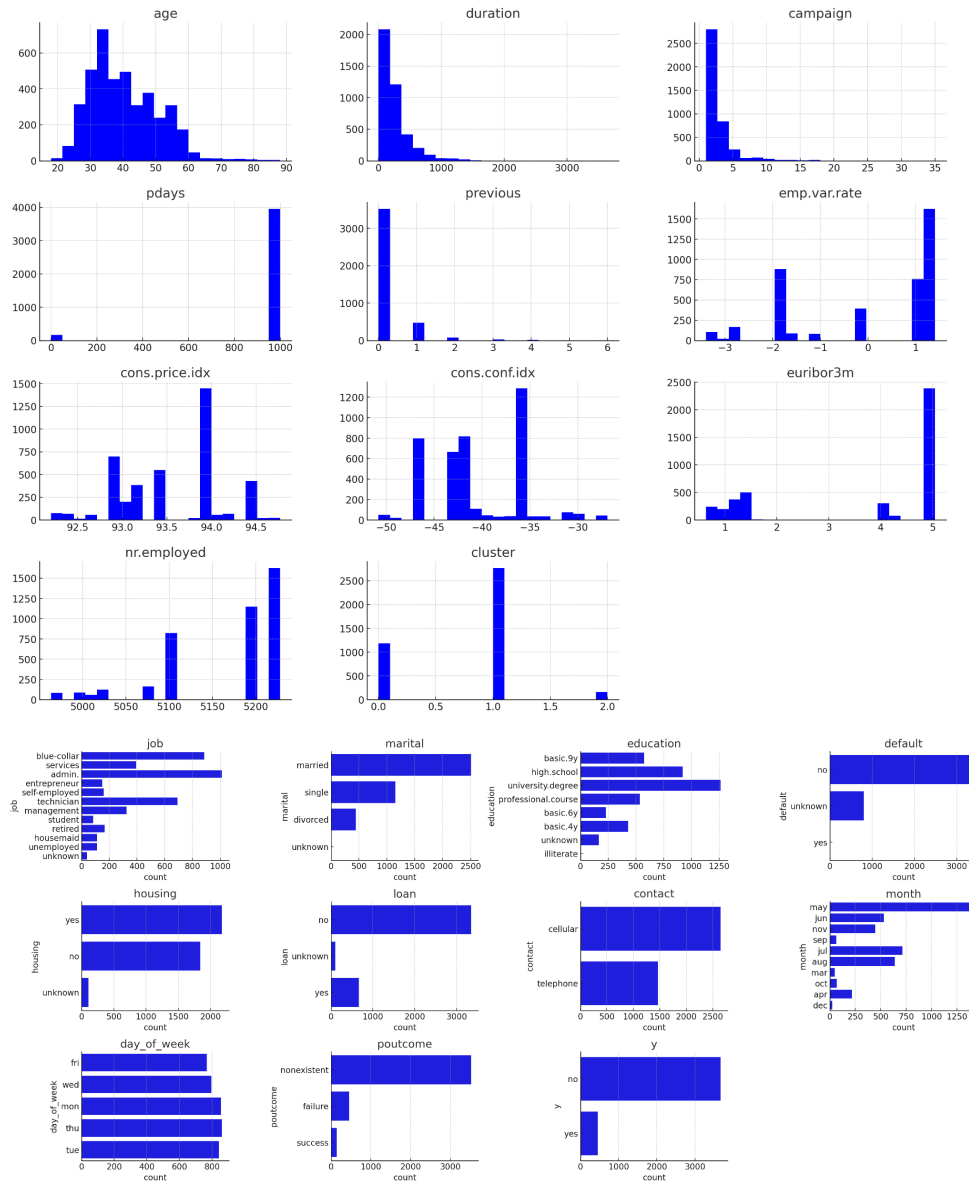 age duration campaign
600
400
200
0
20 30 40 50 60 70 80 90
2000
1500
1000
500
0
0 1000 2000 3000
2500
2000
1500
1000
500
0
0 5 10 15 20 25 30 35
pdays previous emp.var.rate
4000
3000
2000
1000
0
0 200 400 600 800 1000
3000
2000
1000
0
0 1 2 3 4 5 6
1500
1250
1000
750
500
250
0
−3 −2 −1 0 1
cons.price.idx cons.conf.idx euribor3m
1500
1250
1000
750
500
250
0
92.5 93.0 93.5 94.0 94.5
1200
1000
800
600
400
200
0
−50 −45 −40 −35 −30
2500
2000
1500
1000
500
0
1 2 3 4 5
nr.employed cluster
1500
1250
1000
750
500
250
0
5000 5050 5100 5150 5200
2500
2000
1500
1000
500
0
0.0 0.5 1.0 1.5 2.0
job marital education default
job
blue-collar
services
admin.
entrepreneur
self-employed
technician
management
student
retired
housemaid
unemployed
unknown
0 200 400 600 800 1000
count
marital
married
single
divorced
unknown
0 500 1000 1500 2000 2500
count
education
basic.9y
high.school
university.degree
professional.course
basic.6y
basic.4y
unknown
illiterate
0 250 500 750 1000 1250
count
default
no
unknown
yes
0 1000 2000 3000
count
housing loan contact month
housing
yes
no
unknown
0 500 1000 1500 2000
count
loan
no
unknown
yes
0 1000 2000 3000
count
contact
cellular
telephone
0 500 1000 1500 2000 2500
count
month
may
jun
nov
sep
jul
aug
mar
oct
apr
dec
0 250 500 750 1000 1250
count
day_of_week poutcome y
day_of_week
fri
wed
mon
thu
tue
0 200 400 600 800
count
poutcome
nonexistent
failure
success
0 1000 2000 3000
count
y
no
yes
0 1000 2000 3000
count